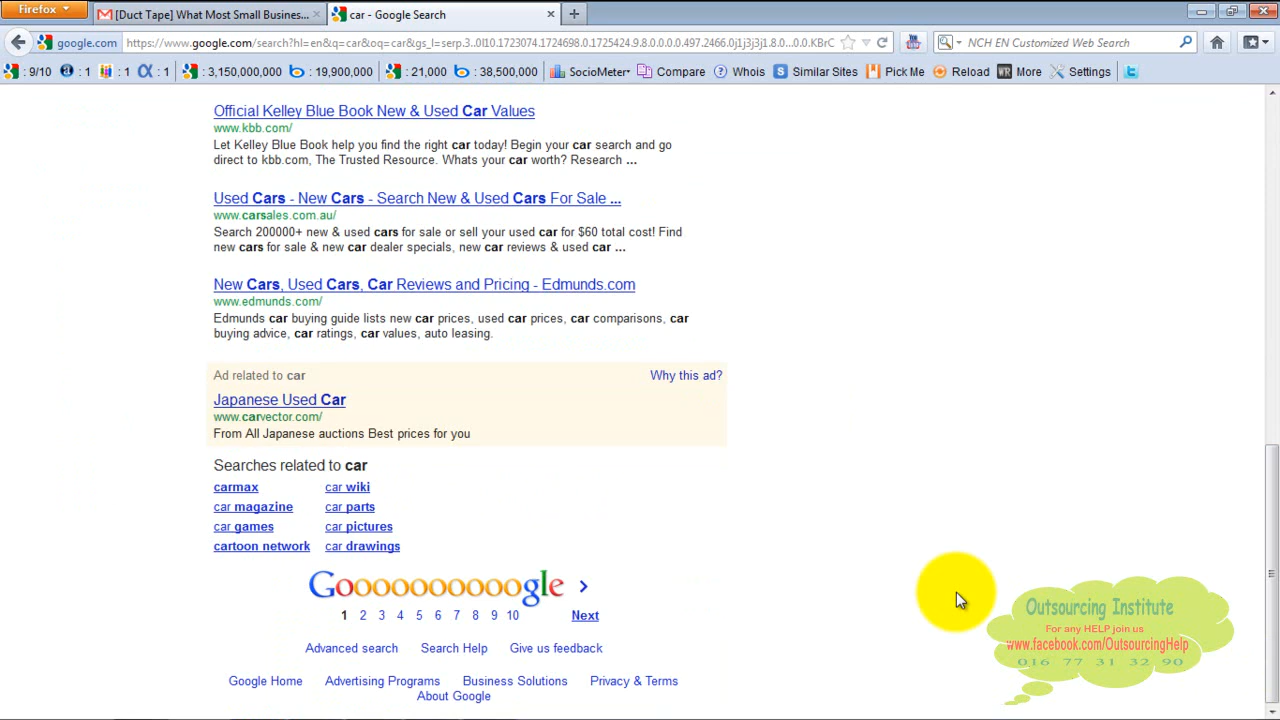 Firefox
[Duct Tape] What Most Small Busines...
car - Google Search
google.com
https://www.google.com/search?hl=en&q=car&oq=car&gs_l=serp.3..0l10.1723074.1724698.0.1725424.9.8.0.0.0.0.497.2466.0j1j3j3j1.8.0...0.0.KBrC
NCH EN Customized Web Search
: 9/10 : 1 : 1 : 1 : 3,150,000,000 : 19,900,000 : 21,000 : 38,500,000 SocioMeter Compare Whois Similar Sites Pick Me Reload More Settings
Official Kelley Blue Book New & Used Car Values
www.kbb.com/
Let Kelley Blue Book help you find the right car today! Begin your car search and go
direct to kbb.com, The Trusted Resource. Whats your car worth? Research ...
Used Cars - New Cars - Search New & Used Cars For Sale ...
www.carsales.com.au/
Search 200000+ new & used cars for sale or sell your used car for $60 total cost! Find
new cars for sale & new car dealer specials, new car reviews & used car ...
New Cars, Used Cars, Car Reviews and Pricing - Edmunds.com
www.edmunds.com/
Edmunds car buying guide lists new car prices, used car prices, car comparisons, car
buying advice, car ratings, car values, auto leasing.
Ad related to car
Why this ad?
Japanese Used Car
www.carvector.com/
From All Japanese auctions Best prices for you
Searches related to car
carmax car wiki
car magazine car parts
car games car pictures
cartoon network car drawings
Goooooooooogle
1 2 3 4 5 6 7 8 9 10 Next
Advanced search Search Help Give us feedback
Google Home Advertising Programs Business Solutions Privacy & Terms
About Google
Outsourcing Institute
For any HELP join us
www.facebook.com/OutsourcingHelp
016 77 31 32 90